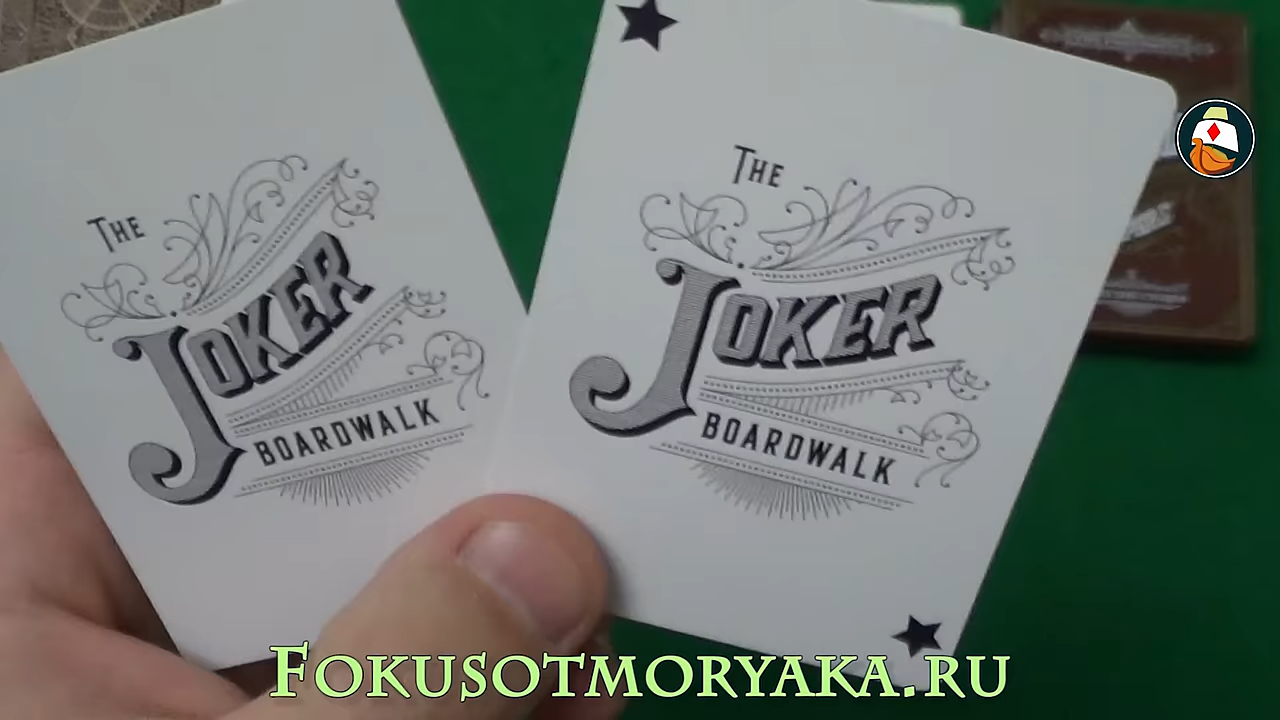 THE
JOKER
BOARDWALK
THE
JOKER
BOARDWALK
FOKUSOTMORYAKA.RU